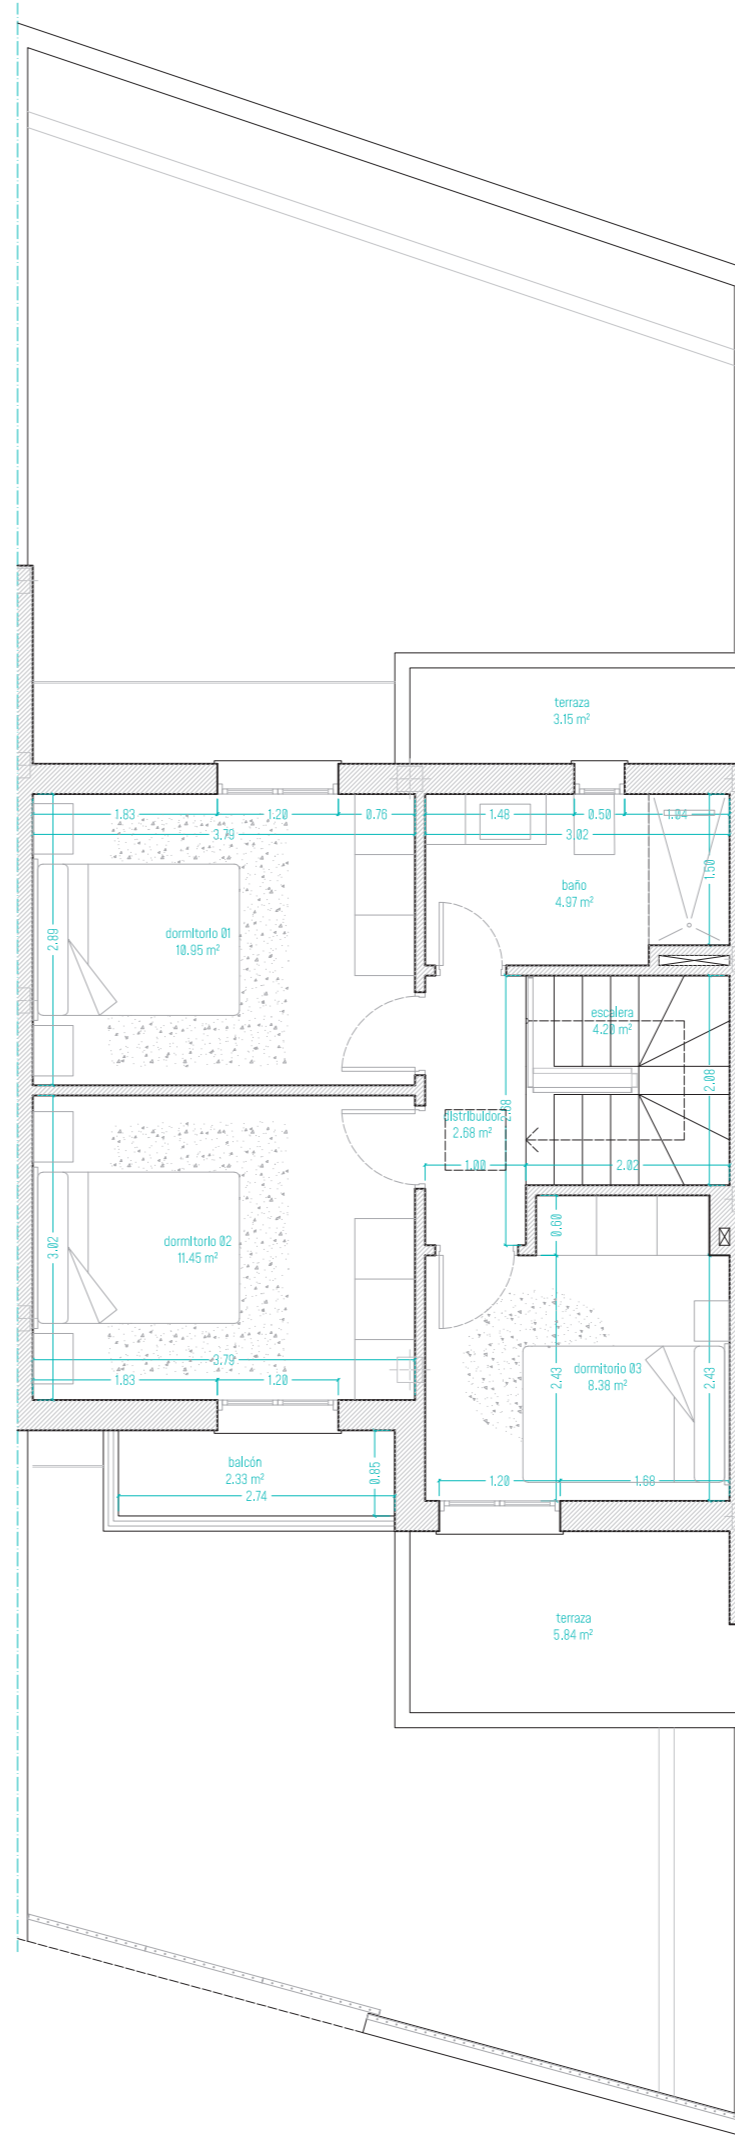 terraza
3.15 m²
1.83
1.20
0.76
3.79
1.48
0.50
1.04
3.02
baño
4.97 m²
1.50
2.89
dormitorio 01
10.95 m²
escalera
4.20 m²
2.08
distribuidor
2.68 m²
2.68
1.00
2.02
3.02
dormitorio 02
11.45 m²
0.60
3.79
1.83
1.20
dormitorio 03
8.38 m²
2.43
2.43
balcón
2.33 m²
2.74
0.85
1.20
1.68
terraza
5.84 m²